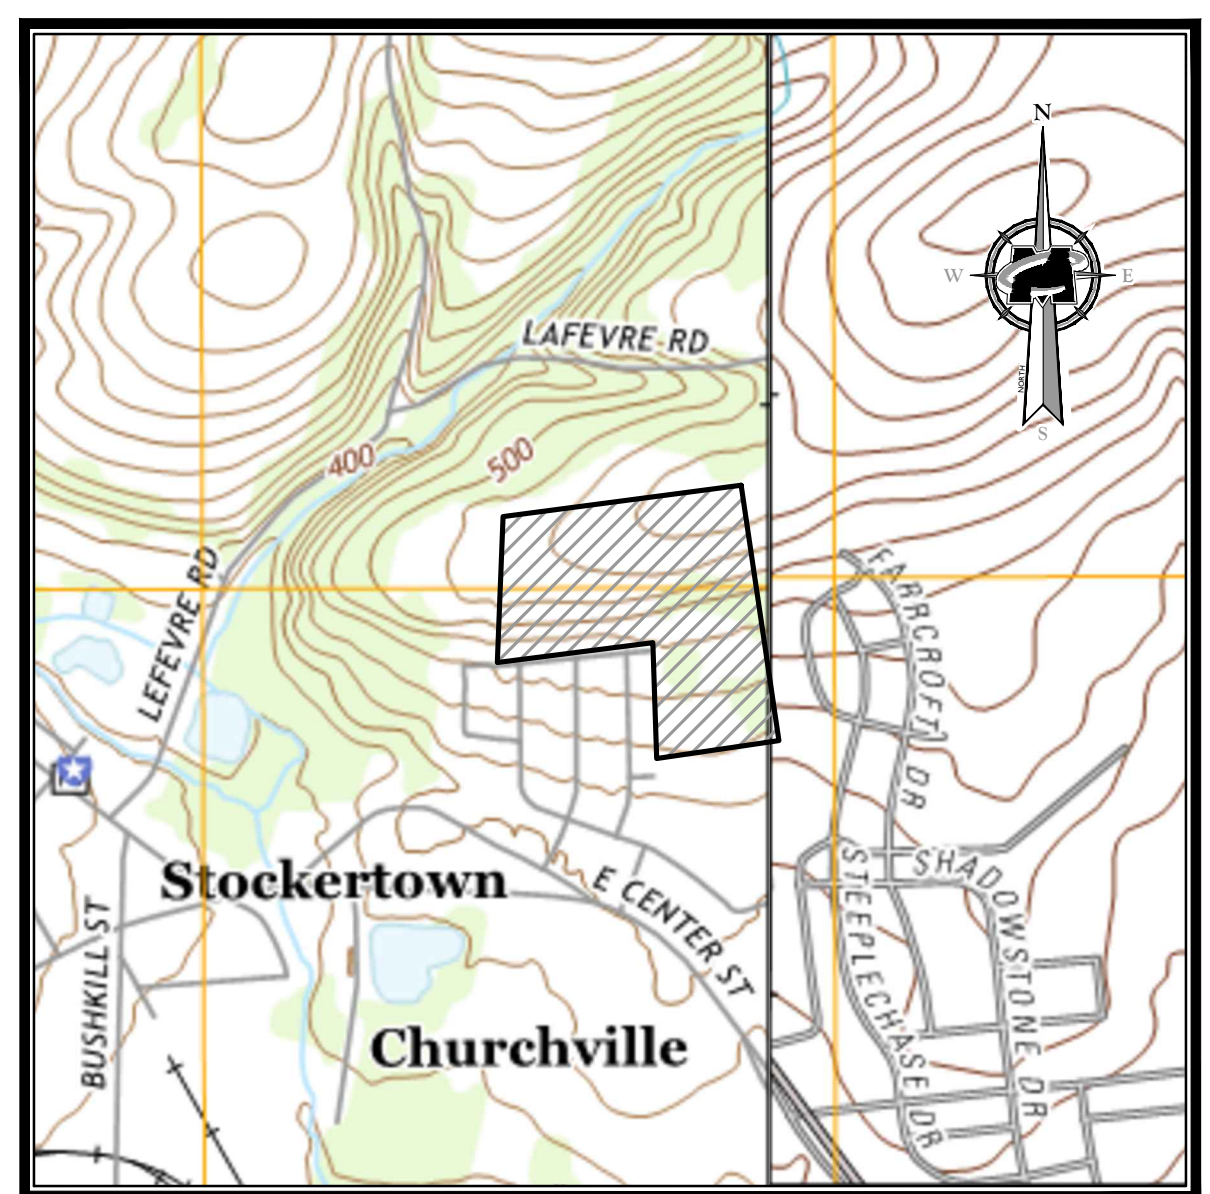 N
W
E
NORTH
S
LAFEVRE RD
400
500
LEFEVRE RD
FARRCROFT DR
Stockertown
E CENTER ST
SHADOWSTONE DR
STEEPLECHASE DR
BUSHKILL ST
Churchville